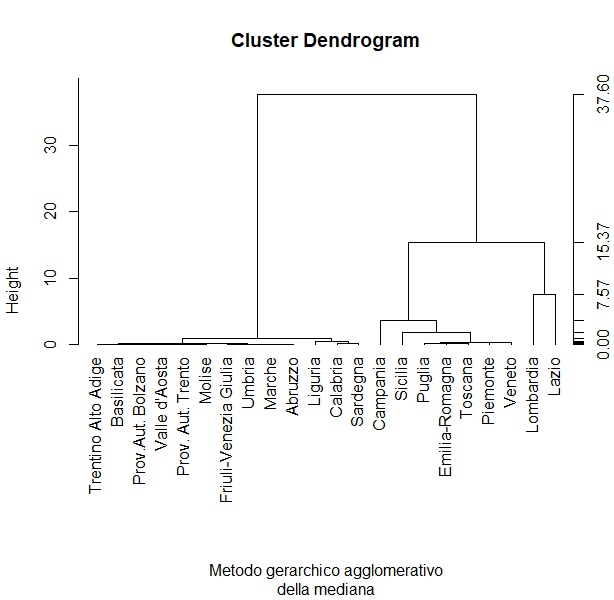 Cluster Dendrogram
Height
0
10
20
30
0.00
7.57
15.37
37.60
Trentino Alto Adige
Basilicata
Prov.Aut. Bolzano
Valle d'Aosta
Prov. Aut. Trento
Molise
Friuli-Venezia Giulia
Umbria
Marche
Abruzzo
Liguria
Calabria
Sardegna
Campania
Sicilia
Puglia
Emilia-Romagna
Toscana
Piemonte
Veneto
Lombardia
Lazio
Metodo gerarchico agglomerativo
della mediana